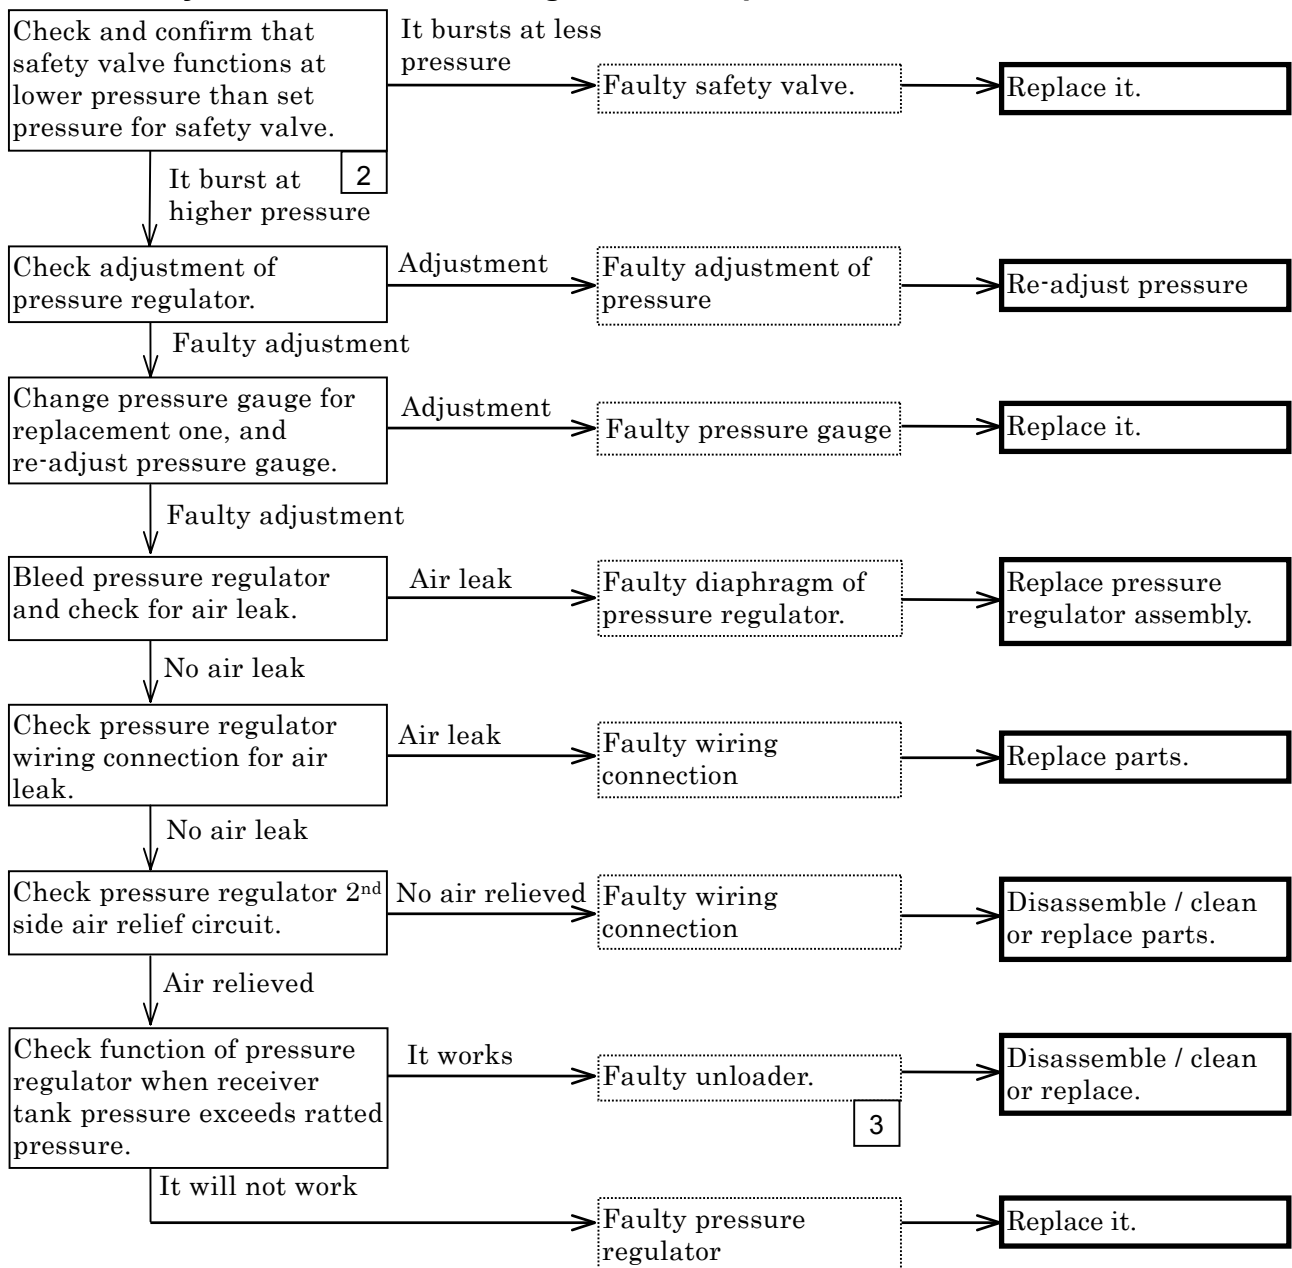 Check and confirm that
safety valve functions at
lower pressure than set
pressure for safety valve.
It bursts at less
pressure
Faulty safety valve.
Replace it.
2
It burst at
higher pressure
Check adjustment of
pressure regulator.
Adjustment
Faulty adjustment of
pressure
Re-adjust pressure
Faulty adjustment
Change pressure gauge for
replacement one, and
re-adjust pressure gauge.
Adjustment
Faulty pressure gauge
Replace it.
Faulty adjustment
Bleed pressure regulator
and check for air leak.
Air leak
Faulty diaphragm of
pressure regulator.
Replace pressure
regulator assembly.
No air leak
Check pressure regulator
wiring connection for air
leak.
Air leak
Faulty wiring
connection
Replace parts.
No air leak
Check pressure regulator 2nd
side air relief circuit.
No air relieved
Faulty wiring
connection
Disassemble / clean
or replace parts.
Air relieved
Check function of pressure
regulator when receiver
tank pressure exceeds ratted
pressure.
It works
Faulty unloader.
3
Disassemble / clean
or replace.
It will not work
Faulty pressure
regulator
Replace it.